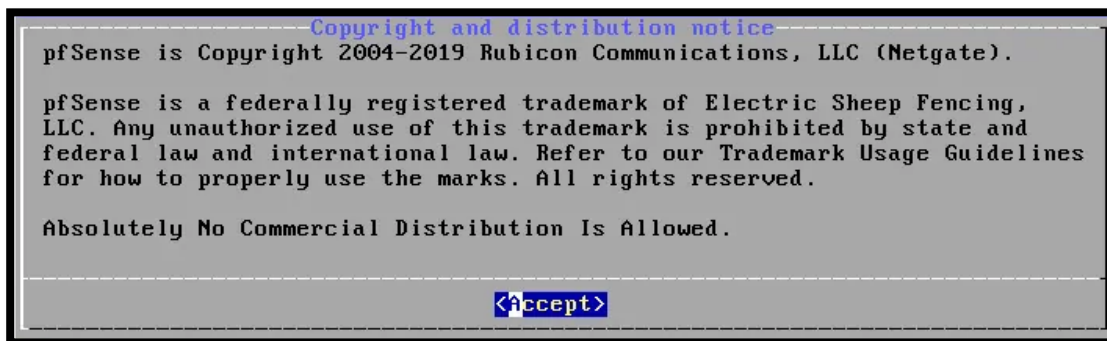 Copyright and distribution notice
pfSense is Copyright 2004-2019 Rubicon Communications, LLC (Netgate).
pfSense is a federally registered trademark of Electric Sheep Fencing,
LLC. Any unauthorized use of this trademark is prohibited by state and
federal law and international law. Refer to our Trademark Usage Guidelines
for how to properly use the marks. All rights reserved.
Absolutely No Commercial Distribution Is Allowed.
<Accept>